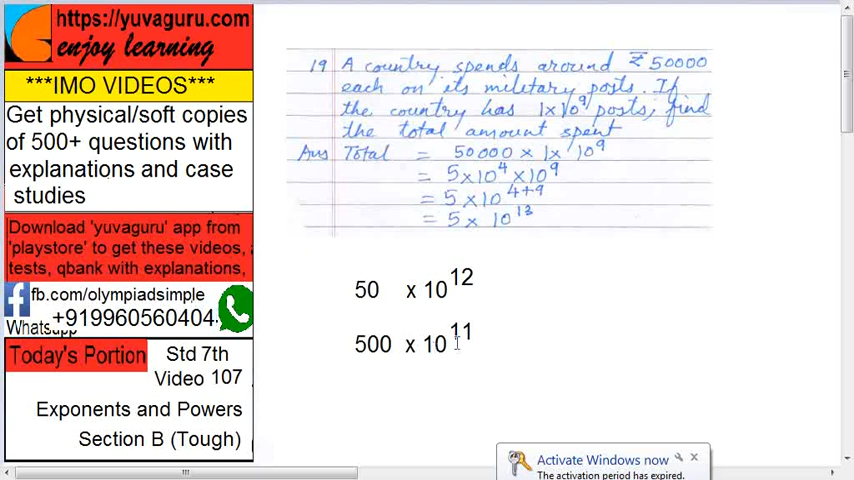 https://yuvaguru.com
enjoy learning
***IMO VIDEOS***
Get physical/soft copies
of 500+ questions with
explanations and case
studies
Download 'yuvaguru' app from
'playstore' to get these videos,
tests, qbank with explanations,
fb.com/olympiadsimple
Whatsapp +919960560404
Today's Portion Std 7th
Video 107
Exponents and Powers
Section B (Tough)
19 A country spends around ₹ 50000
each on its military posts. If
the country has 1×10⁹ posts, find
the total amount spent
Ans Total = 50000 × 1 × 10⁹
= 5 × 10⁴ × 10⁹
= 5 × 10⁴⁺⁹
= 5 × 10¹³
50 x 10¹²
500 x 10¹¹
Activate Windows now
The activation period has expired.